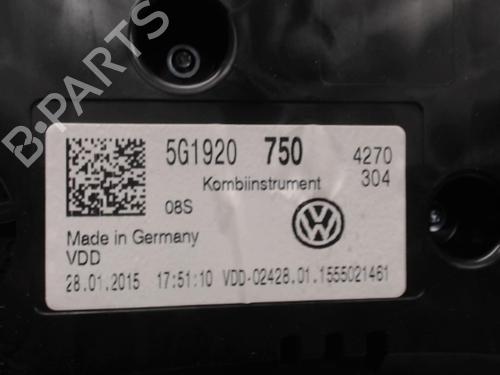 B-PARTS
5G1920 750 4270
Kombiinstrument 304
08S
Made in Germany
VDD
28.01.2015 17:51:10 VDD-02428.01.1555021461